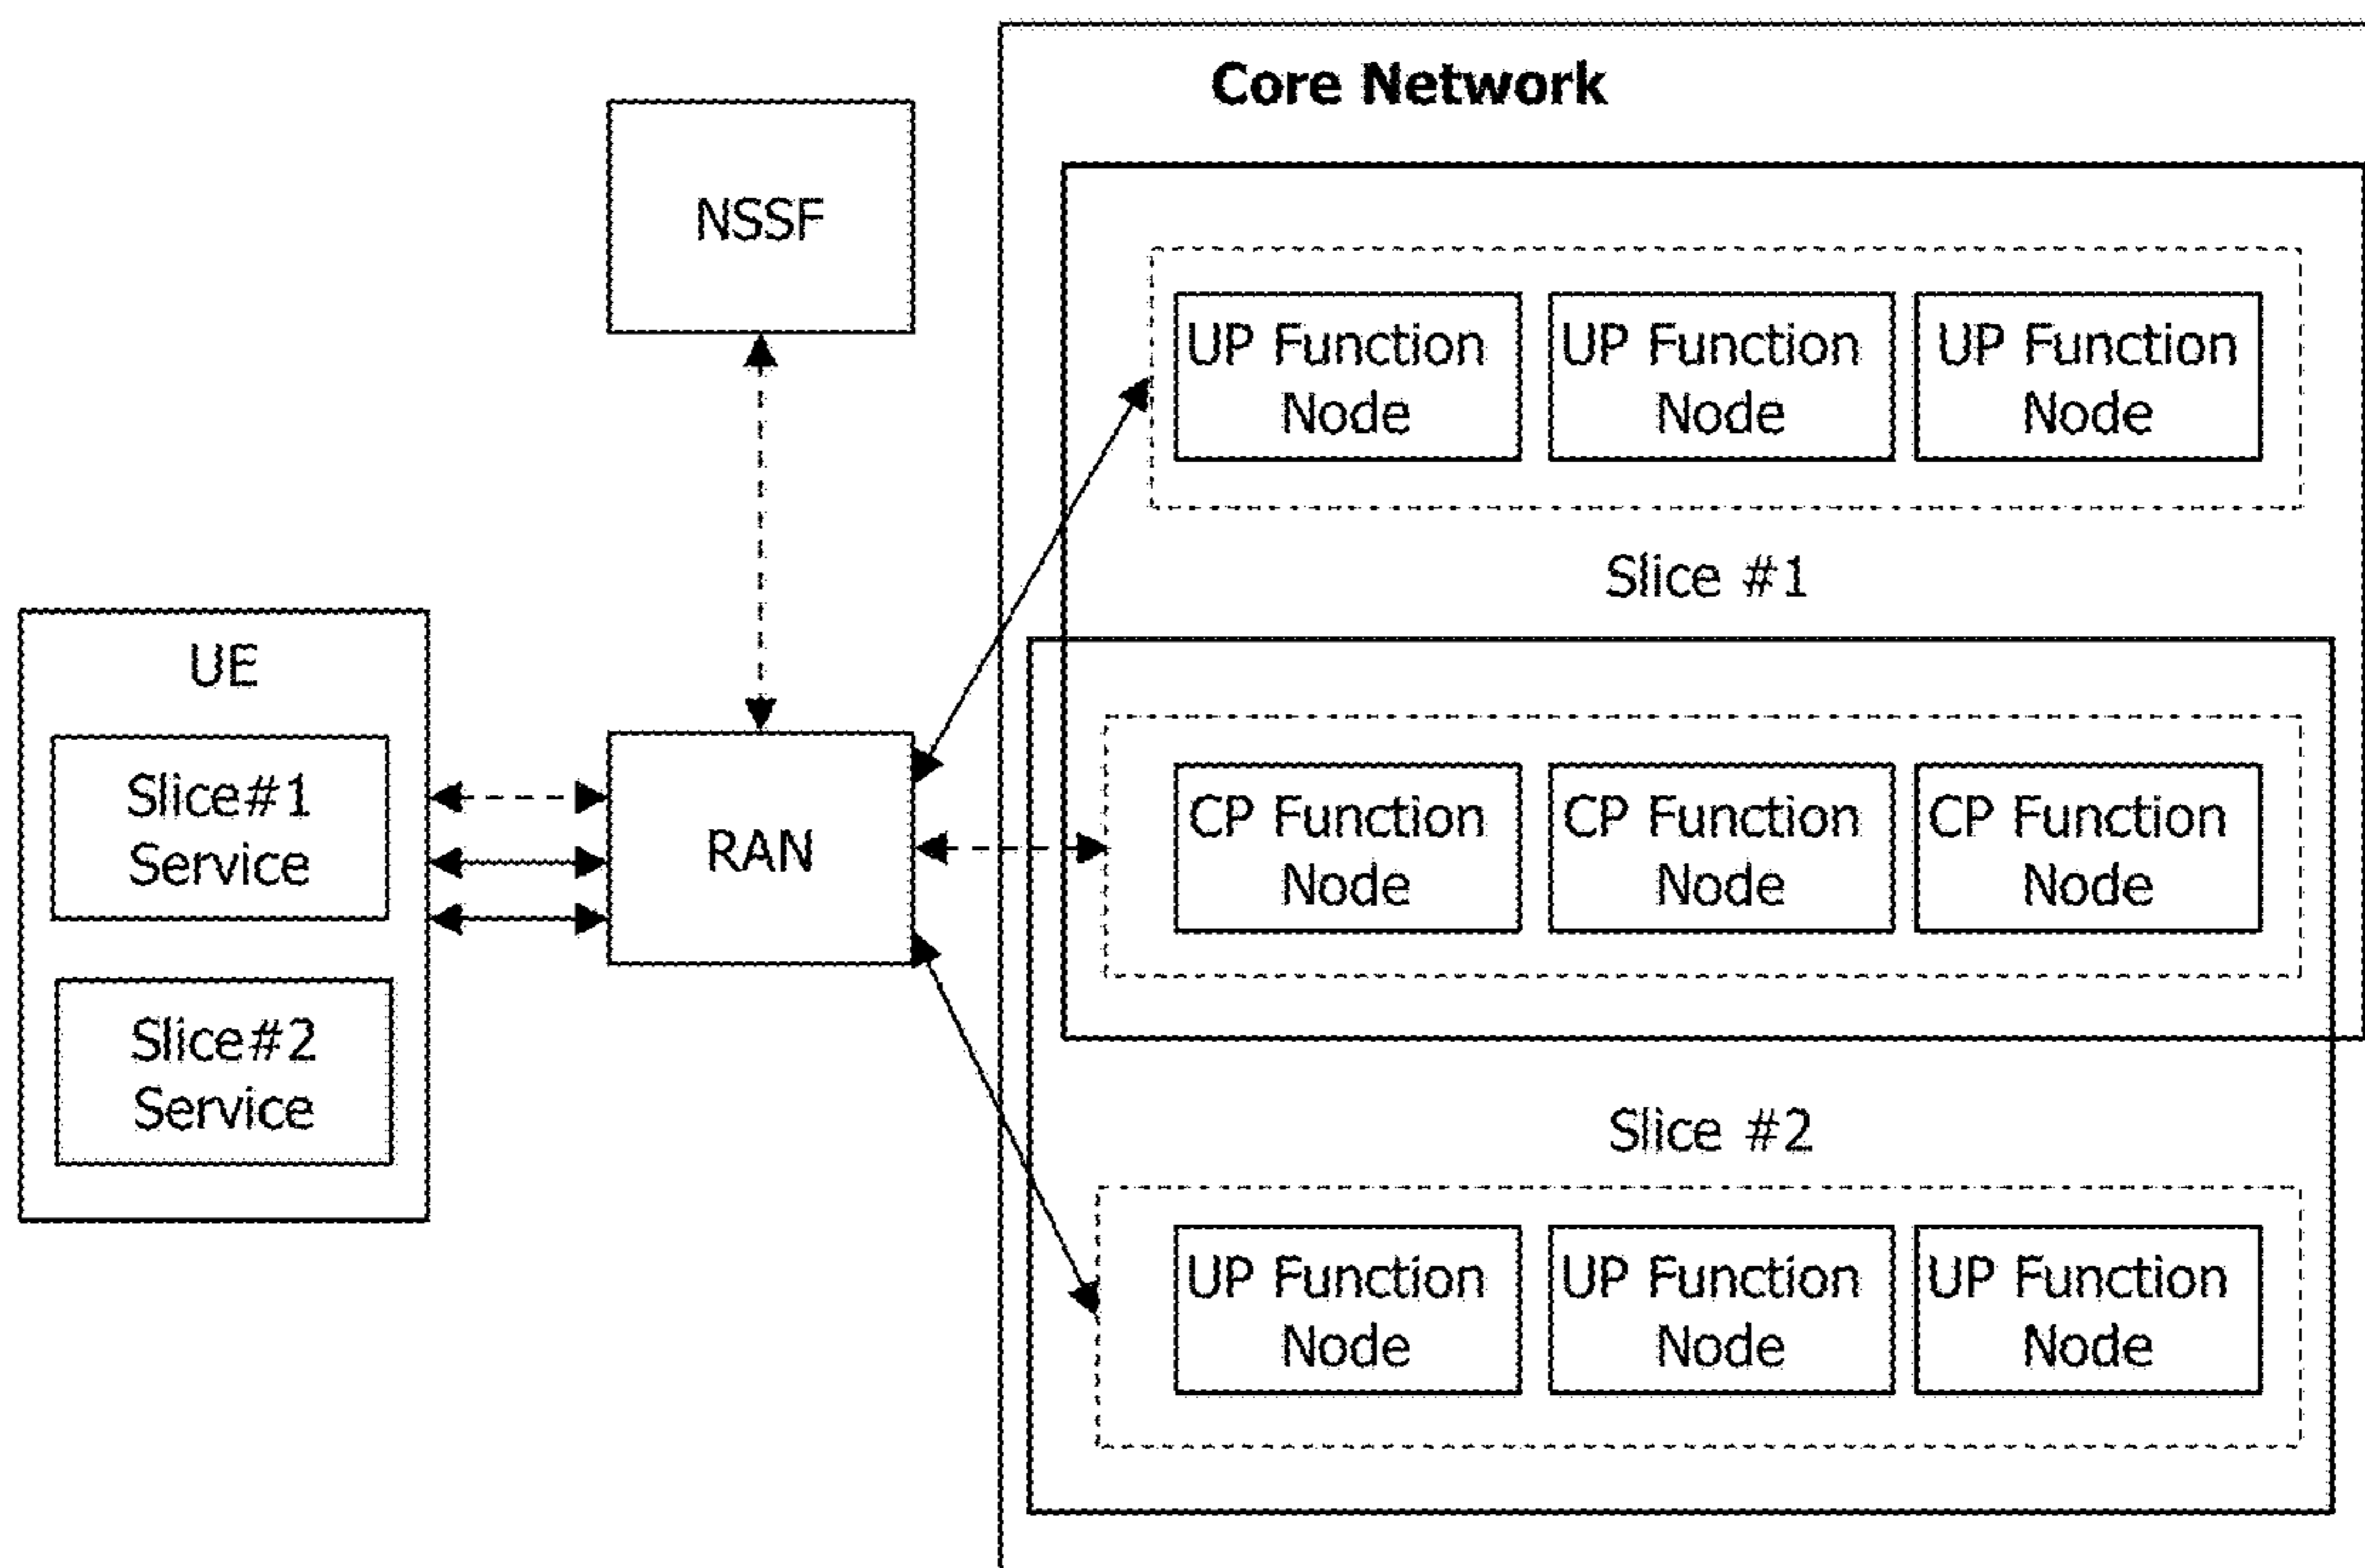 Core Network
NSSF
UP Function
Node
UP Function
Node
UP Function
Node
Slice #1
UE
Slice#1
Service
Slice#2
Service
RAN
CP Function
Node
CP Function
Node
CP Function
Node
Slice #2
UP Function
Node
UP Function
Node
UP Function
Node